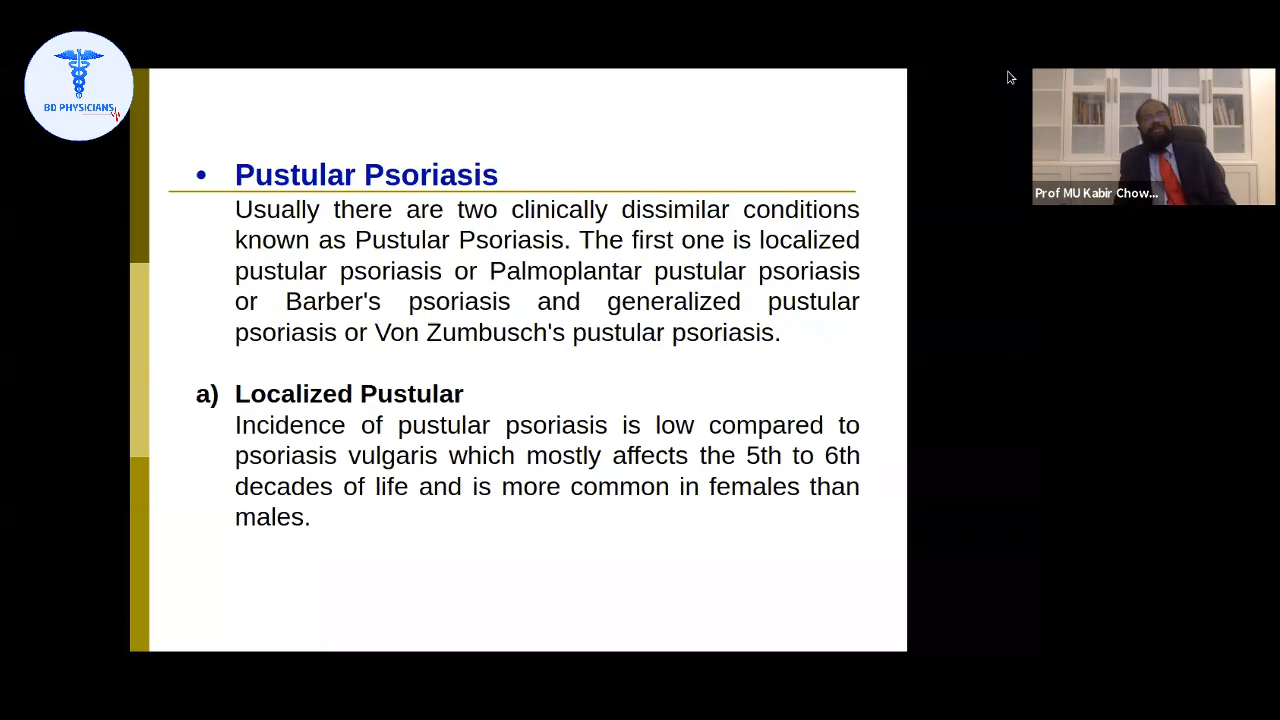 BD PHYSICIANS
• Pustular Psoriasis
Usually there are two clinically dissimilar conditions
known as Pustular Psoriasis. The first one is localized
pustular psoriasis or Palmoplantar pustular psoriasis
or Barber's psoriasis and generalized pustular
psoriasis or Von Zumbusch's pustular psoriasis.
a) Localized Pustular
Incidence of pustular psoriasis is low compared to
psoriasis vulgaris which mostly affects the 5th to 6th
decades of life and is more common in females than
males.
Prof MU Kabir Chow...